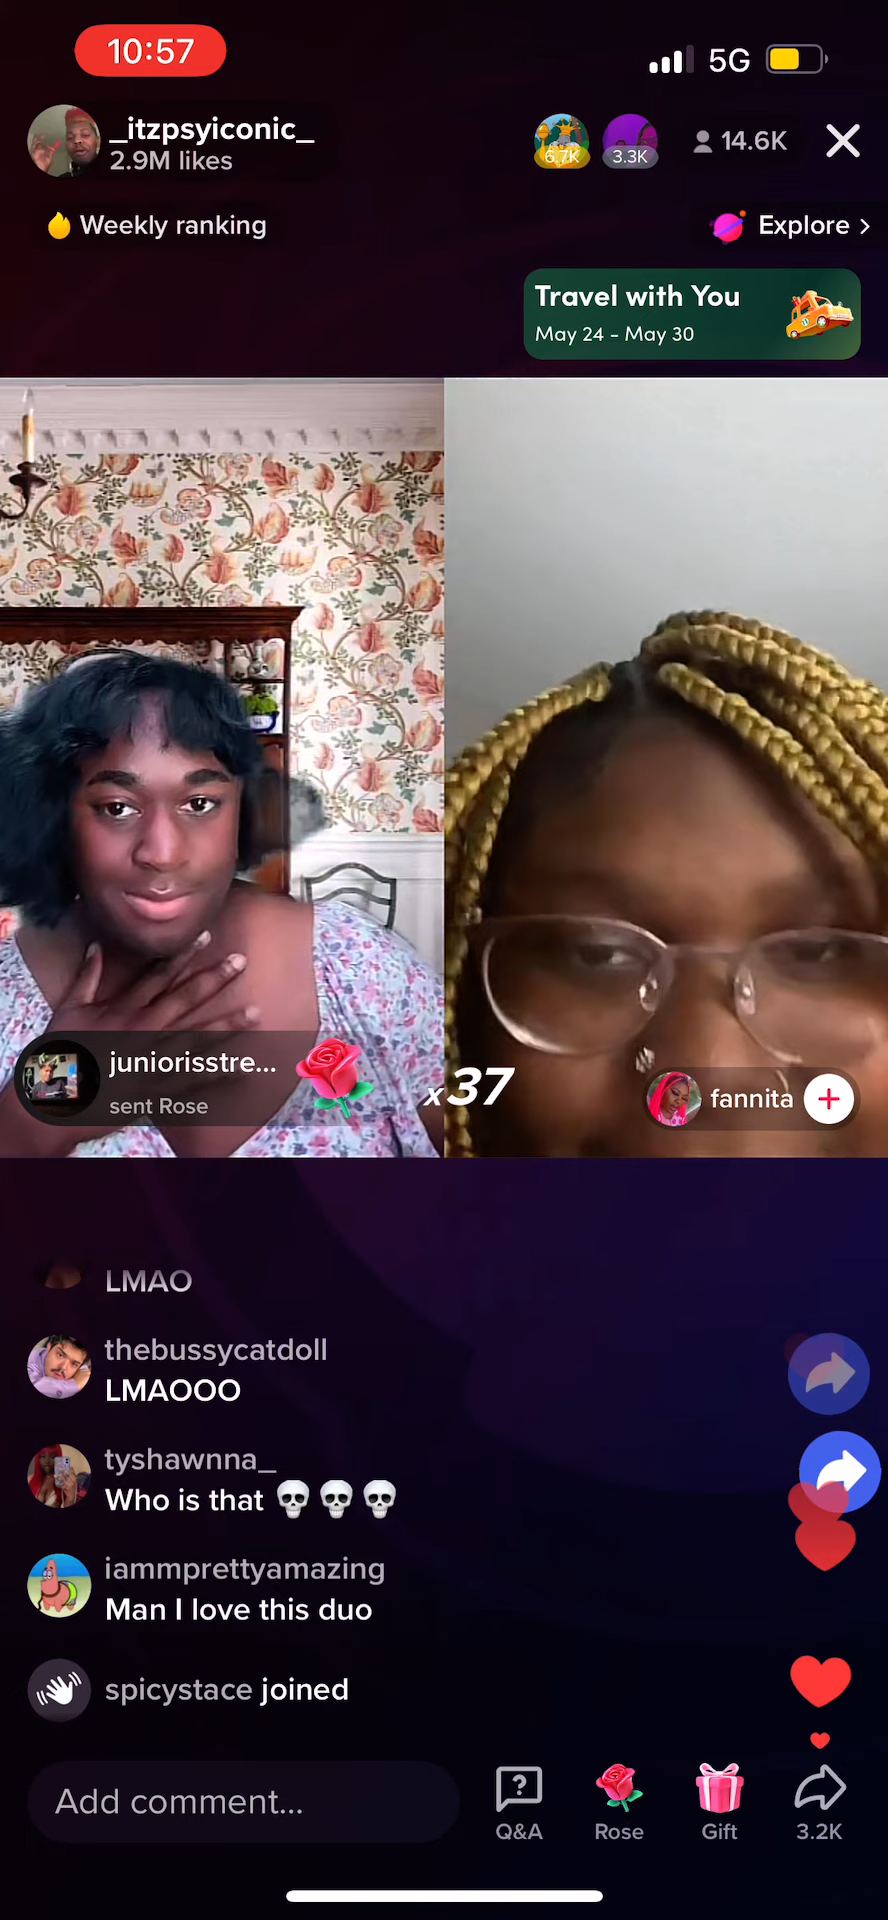 10:57
5G
_itzpsyiconic_
2.9M likes
6.7K
3.3K
14.6K
Weekly ranking
Explore >
Travel with You
May 24 - May 30
juniorisstre...
sent Rose
x37
fannita
LMAO
thebussycatdoll
LMAOOO
tyshawnna_
Who is that 💀💀💀
iammprettyamazing
Man I love this duo
spicystace joined
Add comment...
Q&A
Rose
Gift
3.2K